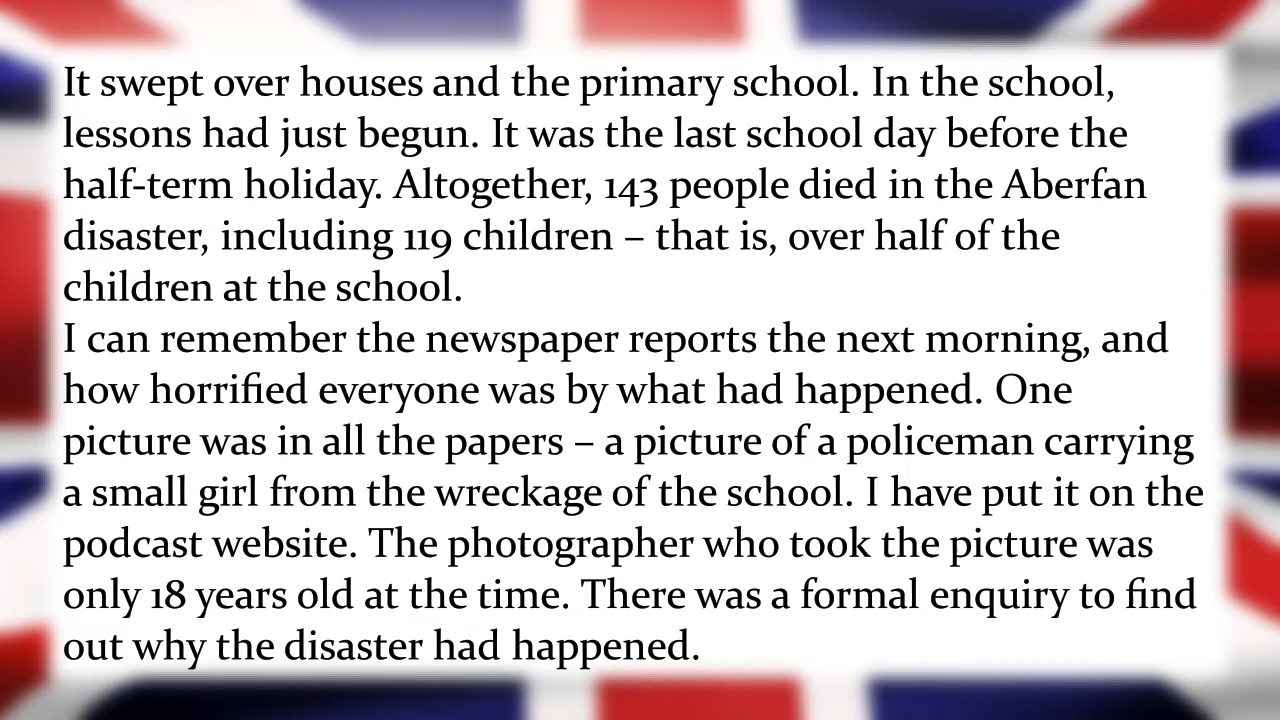 It swept over houses and the primary school. In the school,
lessons had just begun. It was the last school day before the
half-term holiday. Altogether, 143 people died in the Aberfan
disaster, including 119 children – that is, over half of the
children at the school.
I can remember the newspaper reports the next morning, and
how horrified everyone was by what had happened. One
picture was in all the papers – a picture of a policeman carrying
a small girl from the wreckage of the school. I have put it on the
podcast website. The photographer who took the picture was
only 18 years old at the time. There was a formal enquiry to find
out why the disaster had happened.